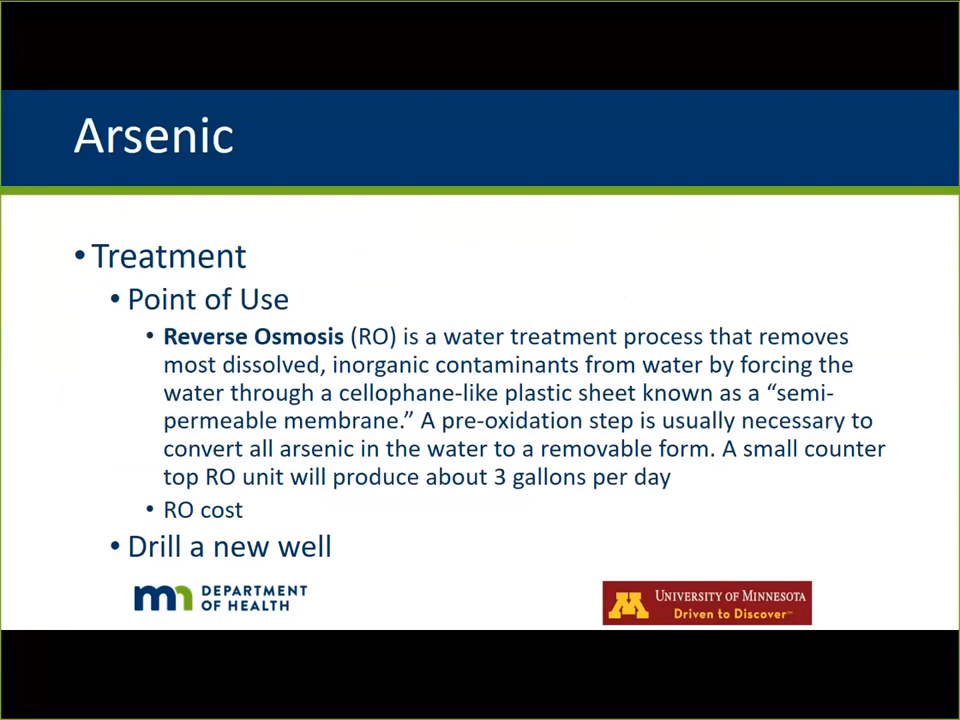 Arsenic
• Treatment
• Point of Use
• Reverse Osmosis (RO) is a water treatment process that removes
most dissolved, inorganic contaminants from water by forcing the
water through a cellophane-like plastic sheet known as a “semi-
permeable membrane.” A pre-oxidation step is usually necessary to
convert all arsenic in the water to a removable form. A small counter
top RO unit will produce about 3 gallons per day
• RO cost
• Drill a new well
mn DEPARTMENT
OF HEALTH
M UNIVERSITY OF MINNESOTA
Driven to Discover℠